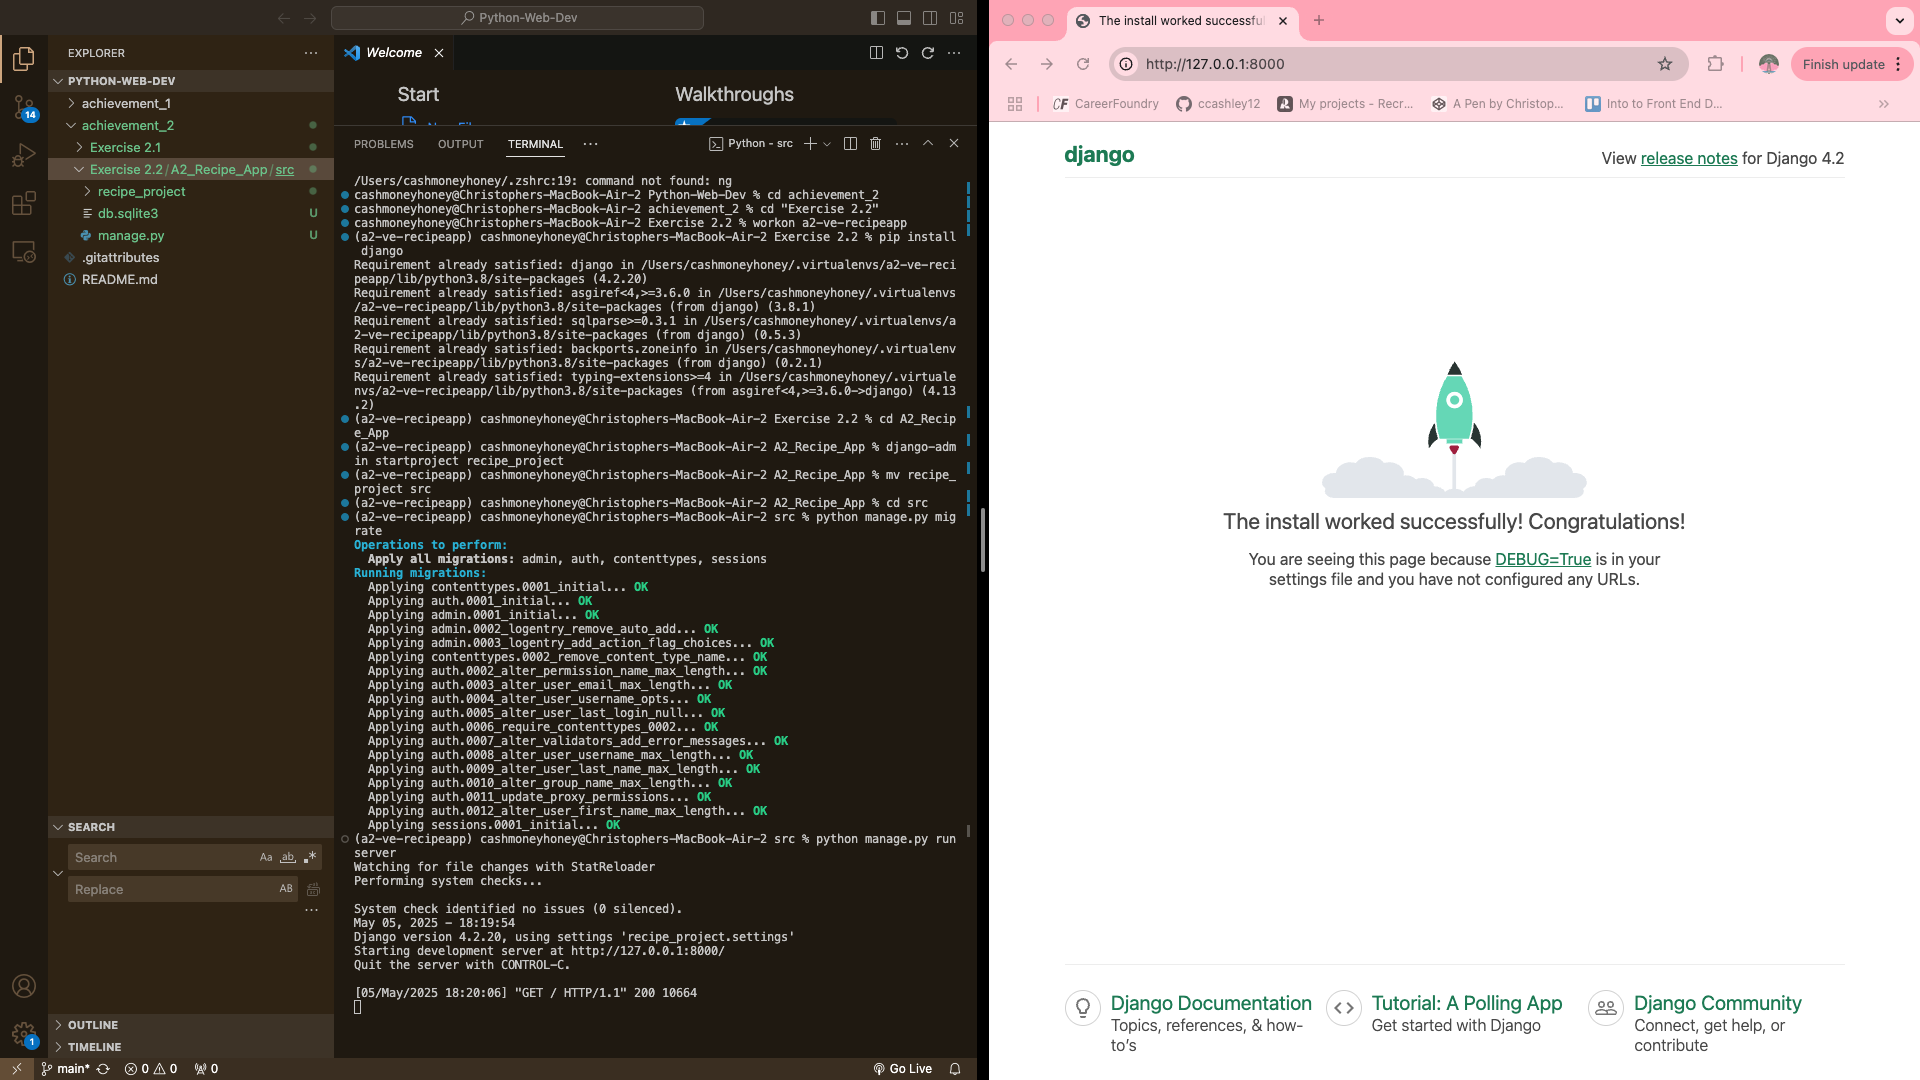 Python-Web-Dev
EXPLORER
PYTHON-WEB-DEV
achievement_1
achievement_2
Exercise 2.1
Exercise 2.2 / A2_Recipe_App / src
recipe_project
db.sqlite3 U
manage.py U
.gitattributes
README.md
14
SEARCH
Search Aa ab
Replace AB
OUTLINE
TIMELINE
1
main* 0 0 0
Go Live
Welcome
Start
Walkthroughs
PROBLEMS OUTPUT TERMINAL Python - src
/Users/cashmoneyhoney/.zshrc:19: command not found: ng
cashmoneyhoney@Christophers-MacBook-Air-2 Python-Web-Dev % cd achievement_2
cashmoneyhoney@Christophers-MacBook-Air-2 achievement_2 % cd "Exercise 2.2"
cashmoneyhoney@Christophers-MacBook-Air-2 Exercise 2.2 % workon a2-ve-recipeapp
(a2-ve-recipeapp) cashmoneyhoney@Christophers-MacBook-Air-2 Exercise 2.2 % pip install
django
Requirement already satisfied: django in /Users/cashmoneyhoney/.virtualenvs/a2-ve-reci
peapp/lib/python3.8/site-packages (4.2.20)
Requirement already satisfied: asgiref<4,>=3.6.0 in /Users/cashmoneyhoney/.virtualenvs
/a2-ve-recipeapp/lib/python3.8/site-packages (from django) (3.8.1)
Requirement already satisfied: sqlparse>=0.3.1 in /Users/cashmoneyhoney/.virtualenvs/a
2-ve-recipeapp/lib/python3.8/site-packages (from django) (0.5.3)
Requirement already satisfied: backports.zoneinfo in /Users/cashmoneyhoney/.virtualenv
s/a2-ve-recipeapp/lib/python3.8/site-packages (from django) (0.2.1)
Requirement already satisfied: typing-extensions>=4 in /Users/cashmoneyhoney/.virtuale
nvs/a2-ve-recipeapp/lib/python3.8/site-packages (from asgiref<4,>=3.6.0->django) (4.13
.2)
(a2-ve-recipeapp) cashmoneyhoney@Christophers-MacBook-Air-2 Exercise 2.2 % cd A2_Recip
e_App
(a2-ve-recipeapp) cashmoneyhoney@Christophers-MacBook-Air-2 A2_Recipe_App % django-adm
in startproject recipe_project
(a2-ve-recipeapp) cashmoneyhoney@Christophers-MacBook-Air-2 A2_Recipe_App % mv recipe_
project src
(a2-ve-recipeapp) cashmoneyhoney@Christophers-MacBook-Air-2 A2_Recipe_App % cd src
(a2-ve-recipeapp) cashmoneyhoney@Christophers-MacBook-Air-2 src % python manage.py mig
rate
Operations to perform:
Apply all migrations: admin, auth, contenttypes, sessions
Running migrations:
Applying contenttypes.0001_initial... OK
Applying auth.0001_initial... OK
Applying admin.0001_initial... OK
Applying admin.0002_logentry_remove_auto_add... OK
Applying admin.0003_logentry_add_action_flag_choices... OK
Applying contenttypes.0002_remove_content_type_name... OK
Applying auth.0002_alter_permission_name_max_length... OK
Applying auth.0003_alter_user_email_max_length... OK
Applying auth.0004_alter_user_username_opts... OK
Applying auth.0005_alter_user_last_login_null... OK
Applying auth.0006_require_contenttypes_0002... OK
Applying auth.0007_alter_validators_add_error_messages... OK
Applying auth.0008_alter_user_username_max_length... OK
Applying auth.0009_alter_user_last_name_max_length... OK
Applying auth.0010_alter_group_name_max_length... OK
Applying auth.0011_update_proxy_permissions... OK
Applying auth.0012_alter_user_first_name_max_length... OK
Applying sessions.0001_initial... OK
(a2-ve-recipeapp) cashmoneyhoney@Christophers-MacBook-Air-2 src % python manage.py run
server
Watching for file changes with StatReloader
Performing system checks...
System check identified no issues (0 silenced).
May 05, 2025 - 18:19:54
Django version 4.2.20, using settings 'recipe_project.settings'
Starting development server at http://127.0.0.1:8000/
Quit the server with CONTROL-C.
[05/May/2025 18:20:06] "GET / HTTP/1.1" 200 10664
The install worked successfu
http://127.0.0.1:8000
Finish update
CF CareerFoundry
ccashley12
My projects - Recr...
A Pen by Christop...
Into to Front End D...
django
View release notes for Django 4.2
The install worked successfully! Congratulations!
You are seeing this page because DEBUG=True is in your
settings file and you have not configured any URLs.
Django Documentation
Topics, references, & how-
to's
Tutorial: A Polling App
Get started with Django
Django Community
Connect, get help, or
contribute